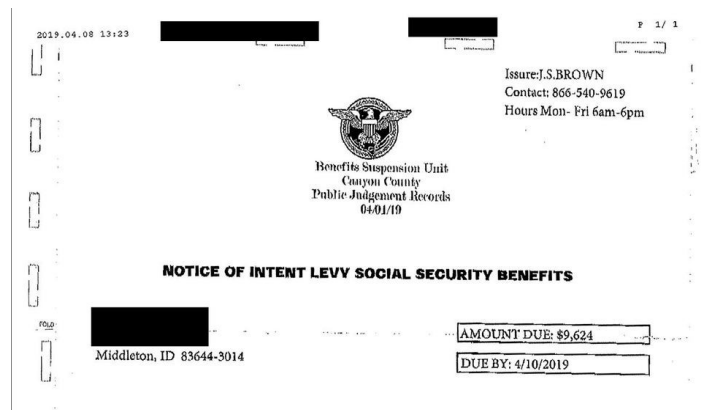 2019.04.08 13:23
P 1/ 1
Issure:J.S.BROWN
Contact: 866-540-9619
Hours Mon- Fri 6am-6pm
Benefits Suspension Unit
Canyon County
Public Judgement Records
04/01/19
NOTICE OF INTENT LEVY SOCIAL SECURITY BENEFITS
FOLD
AMOUNT DUE: $9,624
Middleton, ID 83644-3014
DUE BY: 4/10/2019